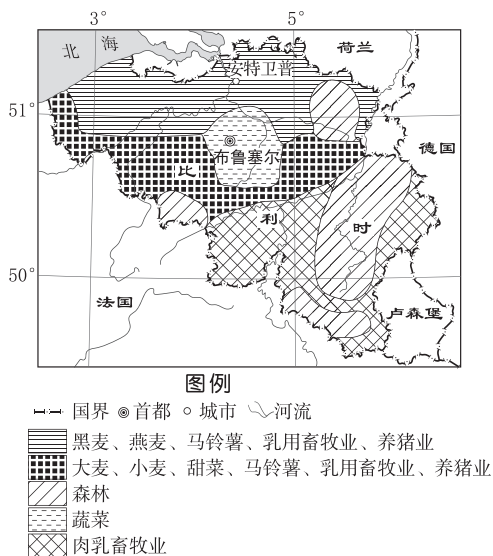 3° 5°
北 海
荷兰
安特卫普
51°
德国
布鲁塞尔
比
利
时
50°
法国
卢森堡
图例
国界 首都 城市 河流
黑麦、燕麦、马铃薯、乳用畜牧业、养猪业
大麦、小麦、甜菜、马铃薯、乳用畜牧业、养猪业
森林
蔬菜
肉乳畜牧业